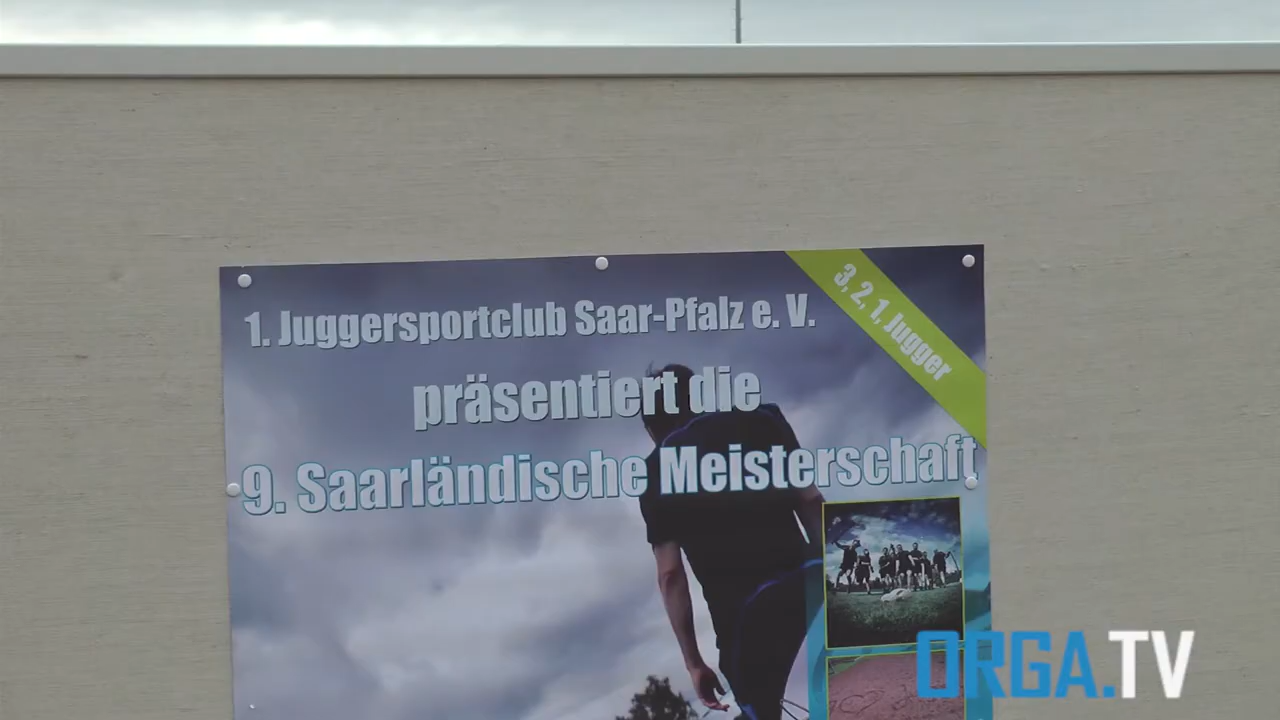 1. Juggersportclub Saar-Pfalz e. V.
3, 2, 1, Jugger
präsentiert die
9. Saarländische Meisterschaft
ORGA.TV